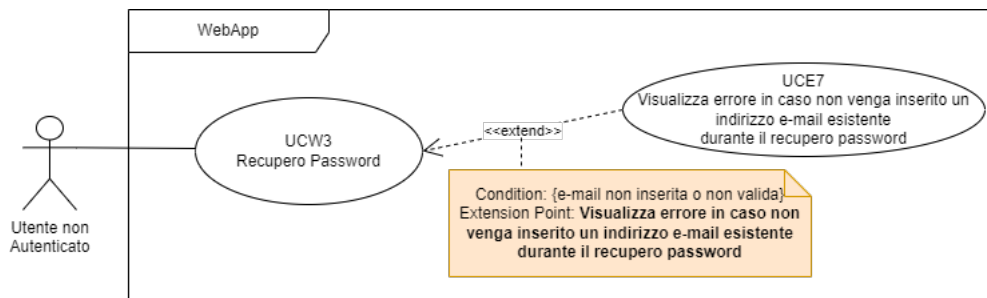 WebApp
UCE7
Visualizza errore in caso non venga inserito un
indirizzo e-mail esistente
durante il recupero password
<<extend>>
UCW3
Recupero Password
Condition: {e-mail non inserita o non valida}
Extension Point: Visualizza errore in caso non
venga inserito un indirizzo e-mail esistente
durante il recupero password
Utente non
Autenticato